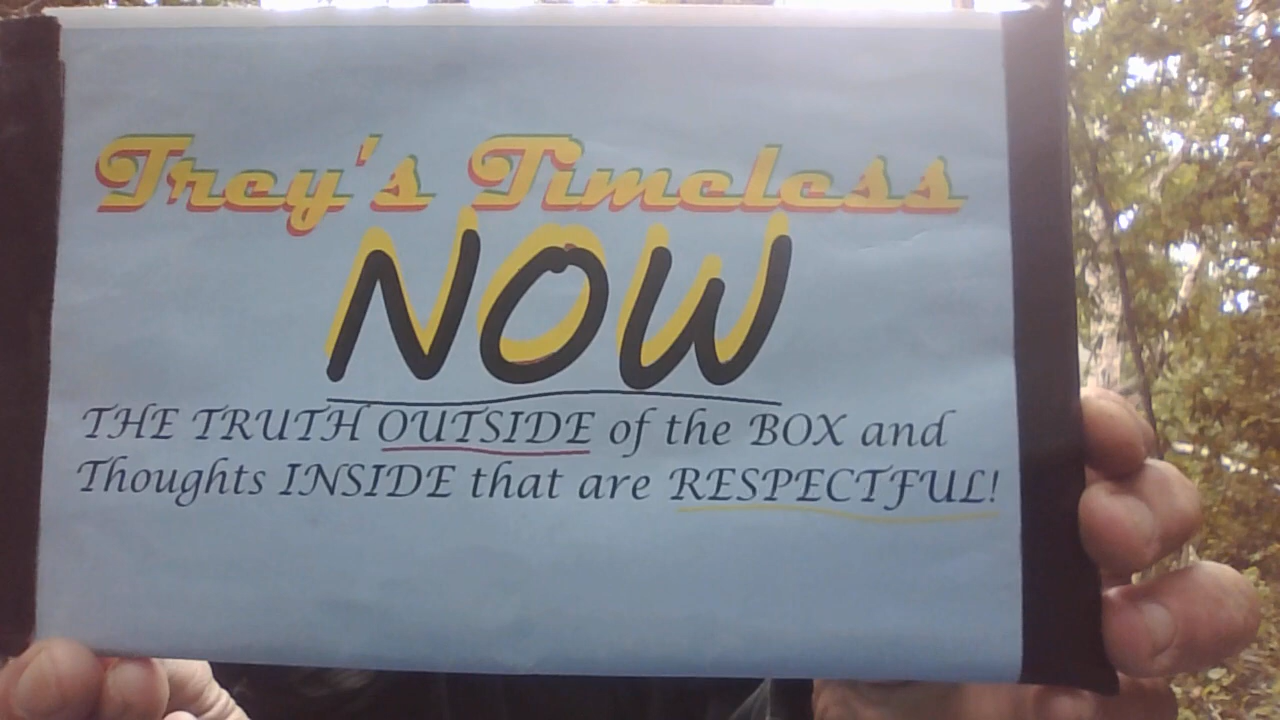 Trey's Timeless
NOW
THE TRUTH OUTSIDE of the BOX and
Thoughts INSIDE that are RESPECTFUL!